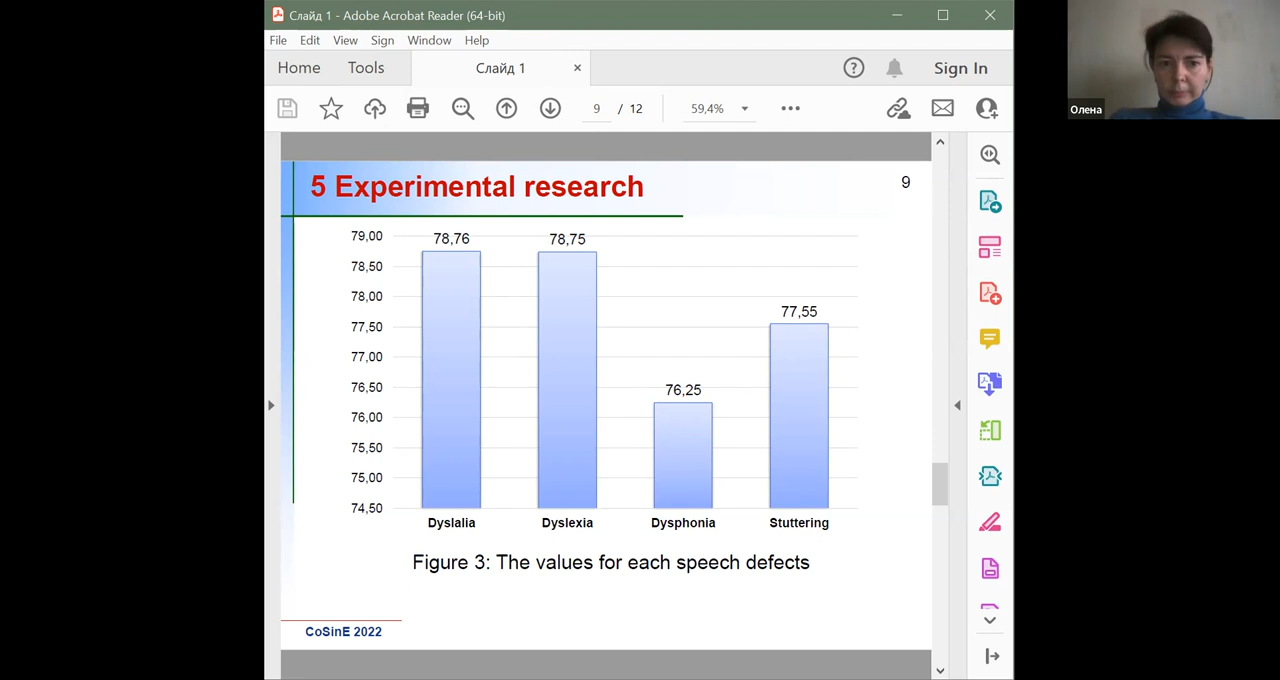 Слайд 1 - Adobe Acrobat Reader (64-bit)
File Edit View Sign Window Help
Home Tools Слайд 1 × Sign In
9 / 12 59,4%
5 Experimental research
9
79,00
78,50
78,00
77,50
77,00
76,50
76,00
75,50
75,00
74,50
78,76 78,75 76,25 77,55
Dyslalia Dyslexia Dysphonia Stuttering
Figure 3: The values for each speech defects
CoSinE 2022
Олена